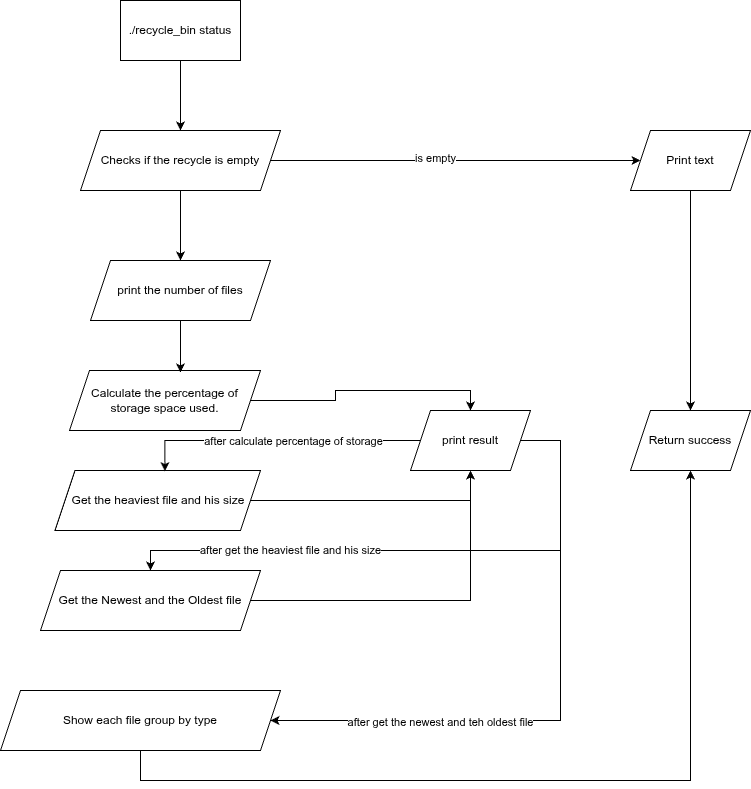 ./recycle_bin status
Checks if the recycle is empty
is empty
Print text
print the number of files
Calculate the percentage of
storage space used.
print result
Return success
after calculate percentage of storage
Get the heaviest file and his size
after get the heaviest file and his size
Get the Newest and the Oldest file
Show each file group by type
after get the newest and teh oldest file